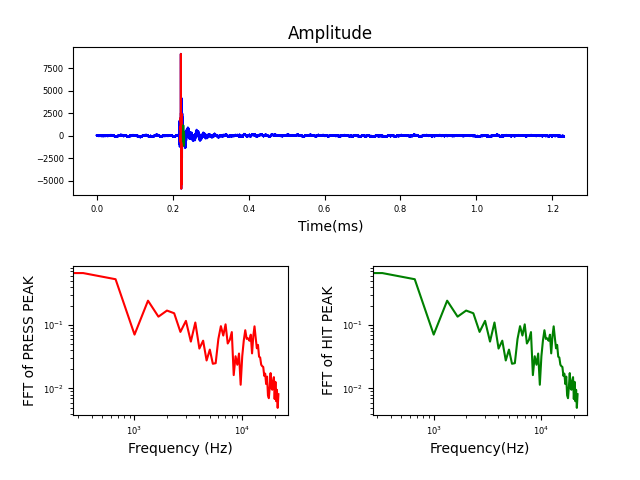 Amplitude
7500
5000
2500
0
−2500
−5000
0.0 0.2 0.4 0.6 0.8 1.0 1.2
Time(ms)
FFT of PRESS PEAK
10⁻¹
10⁻²
10³ 10⁴
Frequency (Hz)
FFT of HIT PEAK
10⁻¹
10⁻²
10³ 10⁴
Frequency(Hz)